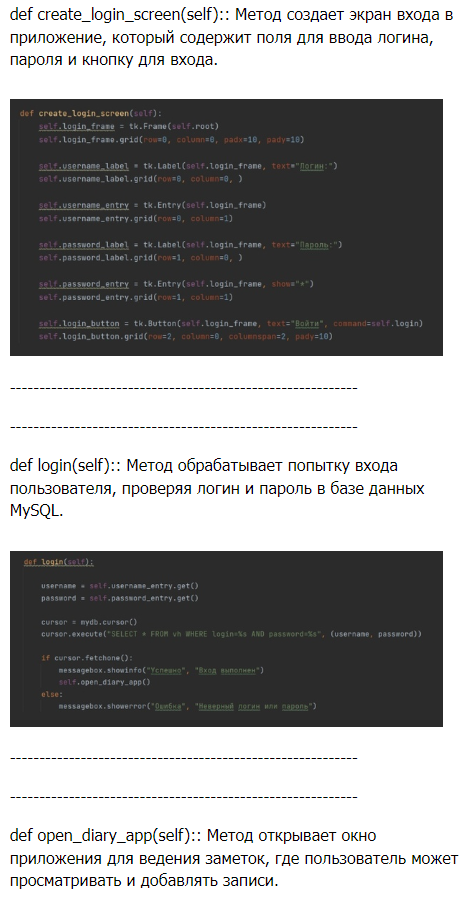 def create_login_screen(self):: Метод создает экран входа в
приложение, который содержит поля для ввода логина,
пароля и кнопку для входа.
def create_login_screen(self):
self.login_frame = tk.Frame(self.root)
self.login_frame.grid(row=0, column=0, padx=10, pady=10)
self.username_label = tk.Label(self.login_frame, text="Логин:")
self.username_label.grid(row=0, column=0, )
self.username_entry = tk.Entry(self.login_frame)
self.username_entry.grid(row=0, column=1)
self.password_label = tk.Label(self.login_frame, text="Пароль:")
self.password_label.grid(row=1, column=0, )
self.password_entry = tk.Entry(self.login_frame, show="*")
self.password_entry.grid(row=1, column=1)
self.login_button = tk.Button(self.login_frame, text="Войти", command=self.login)
self.login_button.grid(row=2, column=0, columnspan=2, pady=10)
-----------------------------------------------------------
-----------------------------------------------------------
def login(self):: Метод обрабатывает попытку входа
пользователя, проверяя логин и пароль в базе данных
MySQL.
def login(self):
username = self.username_entry.get()
password = self.password_entry.get()
cursor = mydb.cursor()
cursor.execute("SELECT * FROM vh WHERE login=%s AND password=%s", (username, password))
if cursor.fetchone():
messagebox.showinfo("Успешно", "Вход выполнен")
self.open_diary_app()
else:
messagebox.showerror("Ошибка", "Неверный логин или пароль")
-----------------------------------------------------------
-----------------------------------------------------------
def open_diary_app(self):: Метод открывает окно
приложения для ведения заметок, где пользователь может
просматривать и добавлять записи.